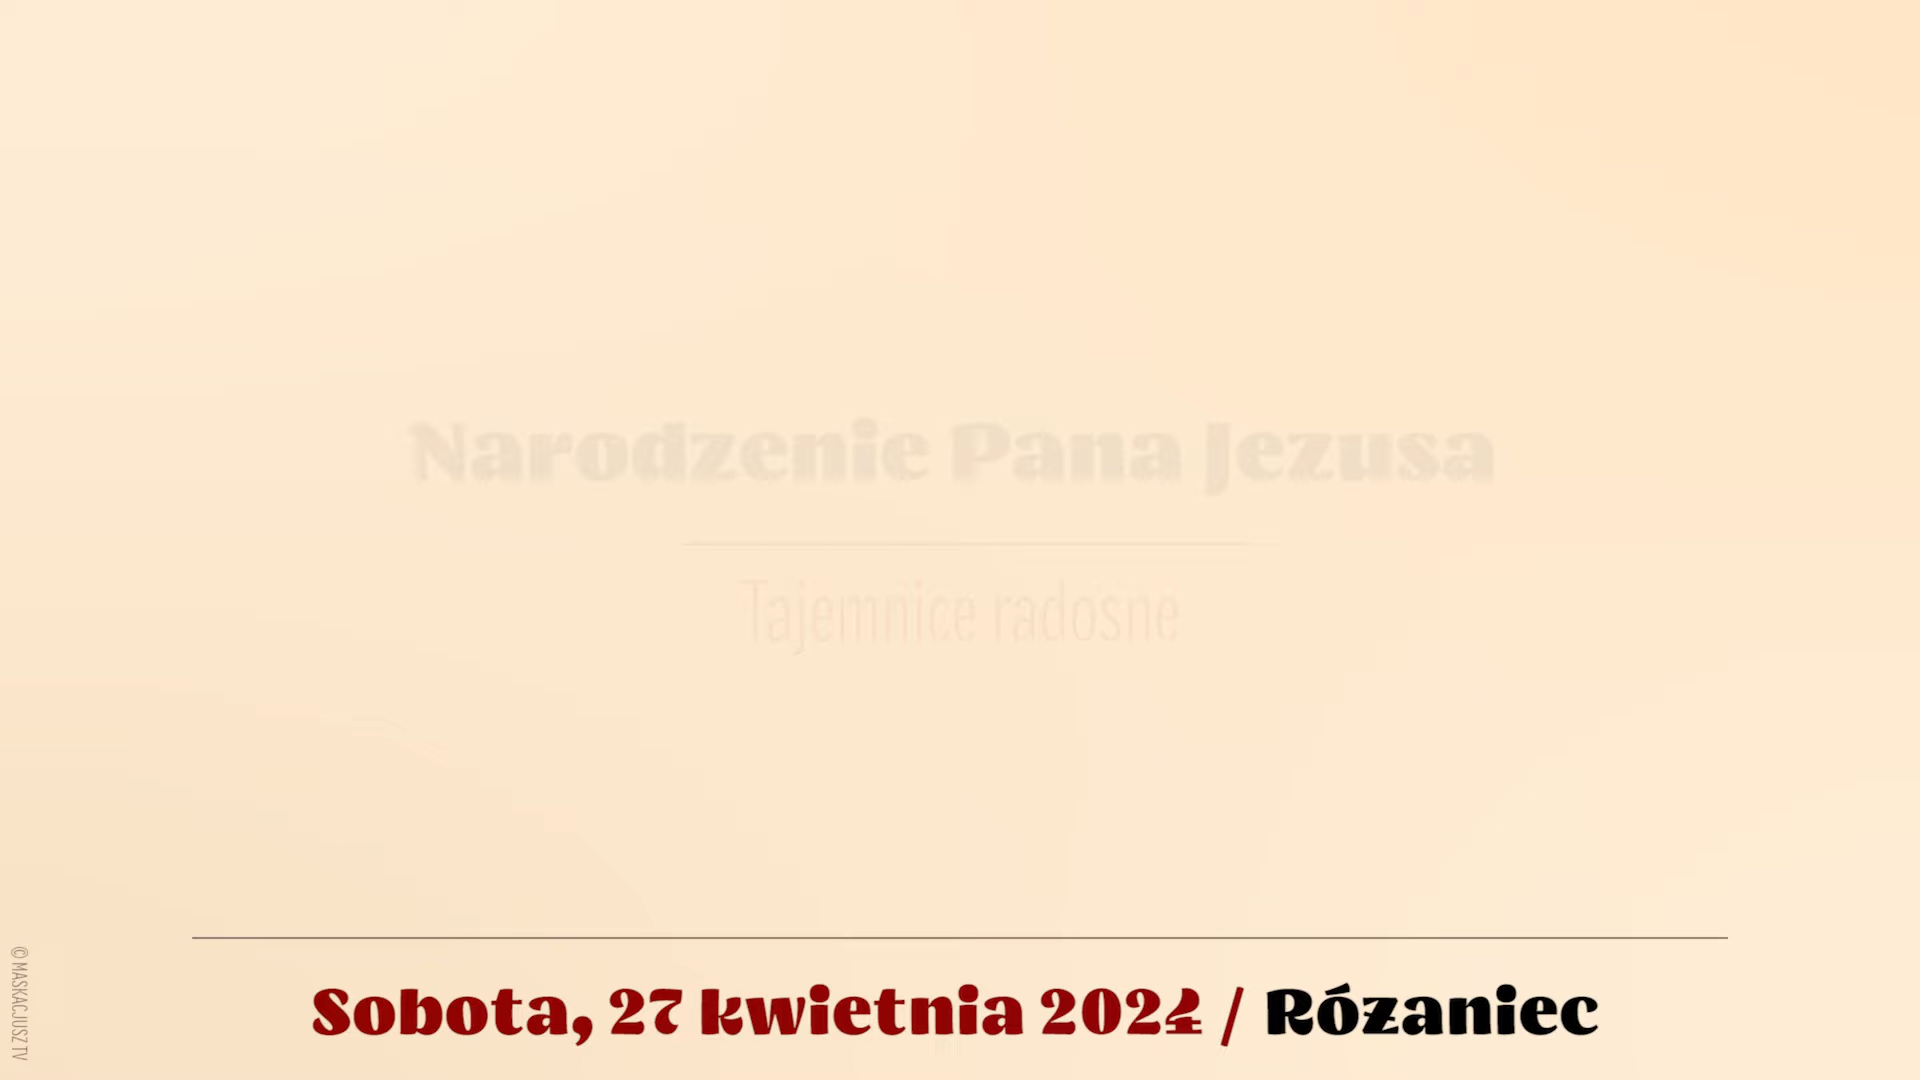 Narodzenie Pana Jezusa
Tajemnice radosne
Sobota, 27 kwietnia 2024 / Różaniec
© MASKACJUSZ TV